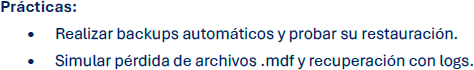 Prácticas:
• Realizar backups automáticos y probar su restauración.
• Simular pérdida de archivos .mdf y recuperación con logs.